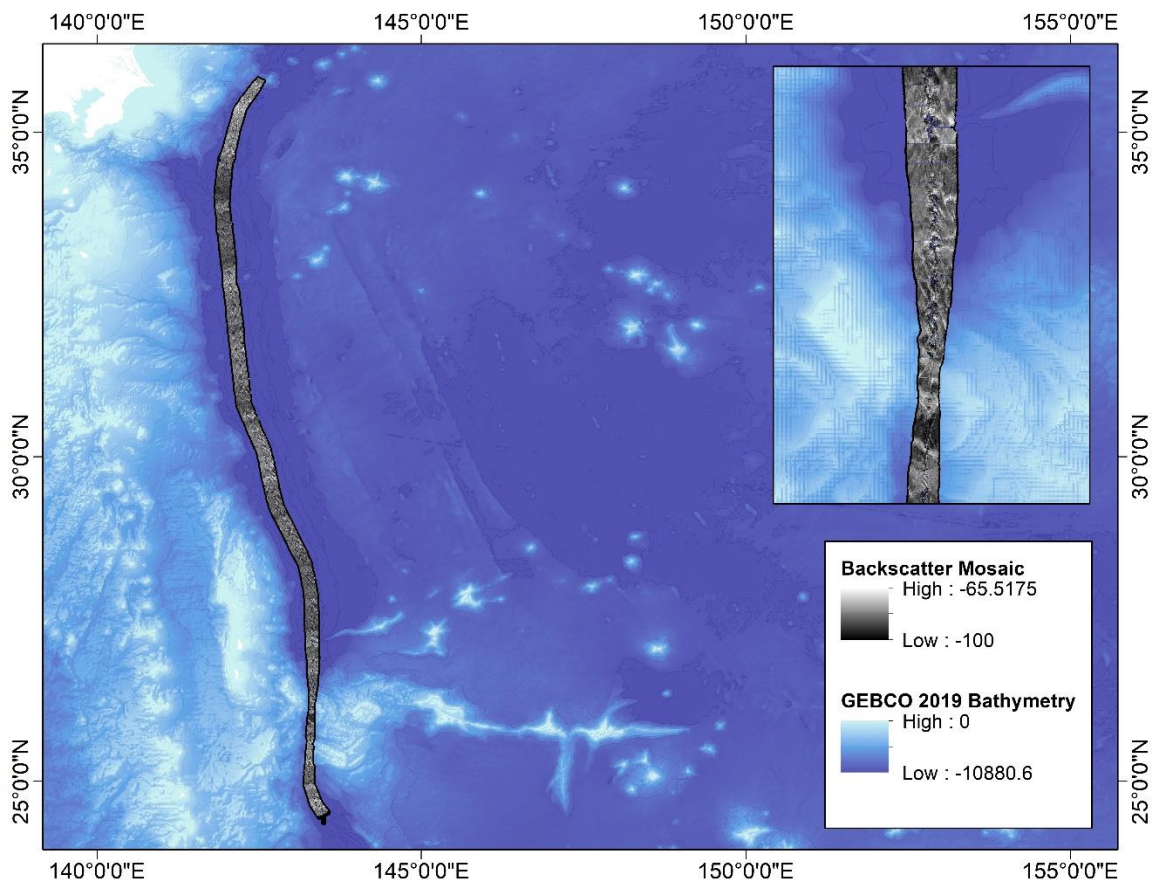 140°0'0"E 145°0'0"E 150°0'0"E 155°0'0"E
35°0'0"N 35°0'0"N
30°0'0"N 30°0'0"N
Backscatter Mosaic
High : -65.5175
Low : -100
GEBCO 2019 Bathymetry
High : 0
Low : -10880.6
25°0'0"N 25°0'0"N
140°0'0"E 145°0'0"E 150°0'0"E 155°0'0"E